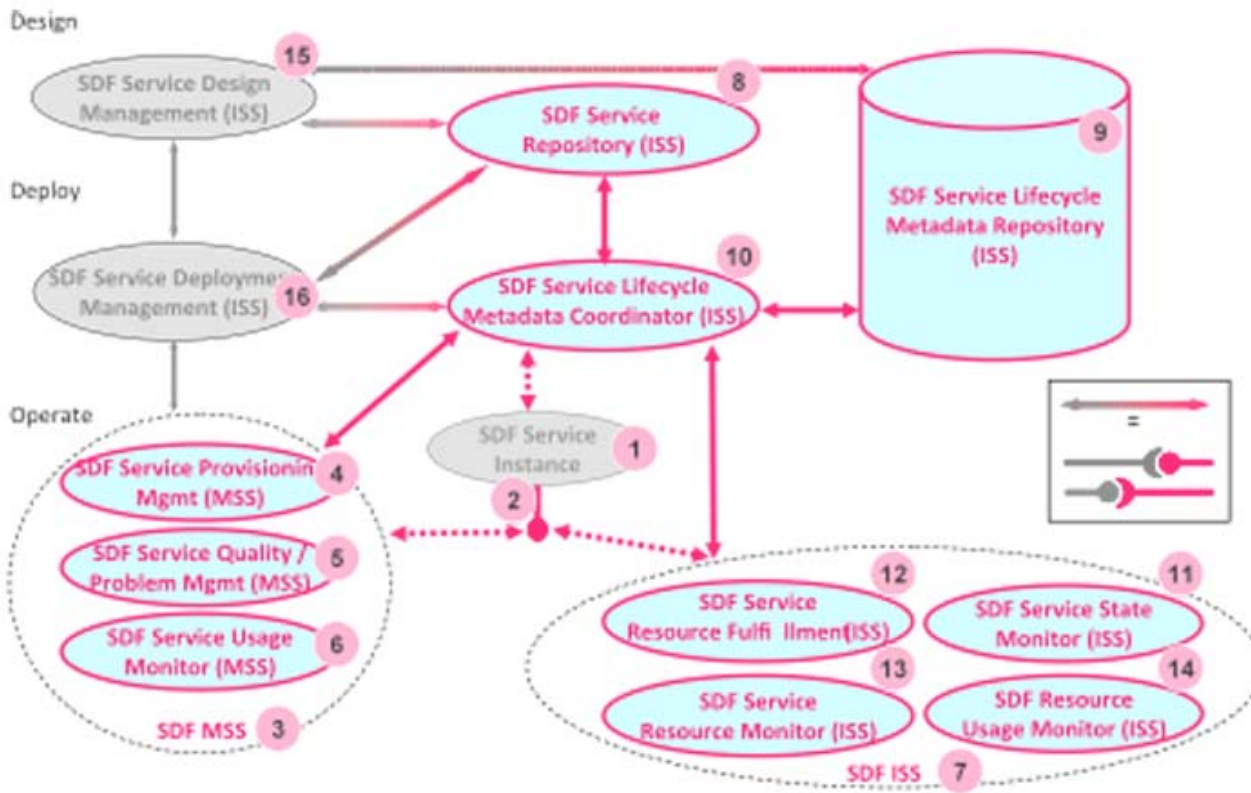 Design
15
SDF Service Design
Management (ISS)
8
SDF Service
Repository (ISS)
9
SDF Service Lifecycle
Metadata Repository
(ISS)
Deploy
SDF Service Deployme
Management (ISS)
16
10
SDF Service Lifecycle
Metadata Coordinator (ISS)
Operate
SDF Service
Instance
1
2
=
SDF Service Provisionin
Mgmt (MSS)
4
SDF Service Quality /
Problem Mgmt (MSS)
5
SDF Service Usage
Monitor (MSS)
6
SDF MSS
3
12
SDF Service
Resource Fulfi llment(ISS)
11
SDF Service State
Monitor (ISS)
13
SDF Service
Resource Monitor (ISS)
14
SDF Resource
Usage Monitor (ISS)
SDF ISS
7